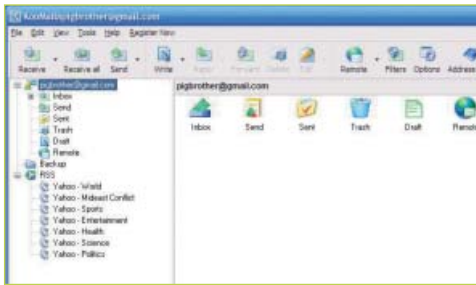 KooMail:pigbrother@gmail.com
File Edit View Tools Help Register Now
Receive Receive all Send Write Reply Forward Delete Edit Remote Filters Options Address
pigbrother@gmail.com
Inbox
Send
Sent
Trash
Draft
Remote
Backup
RSS
Yahoo - World
Yahoo - Mideast Conflict
Yahoo - Sports
Yahoo - Entertainment
Yahoo - Health
Yahoo - Science
Yahoo - Politics
pigbrother@gmail.com
Inbox Send Sent Trash Draft Remote